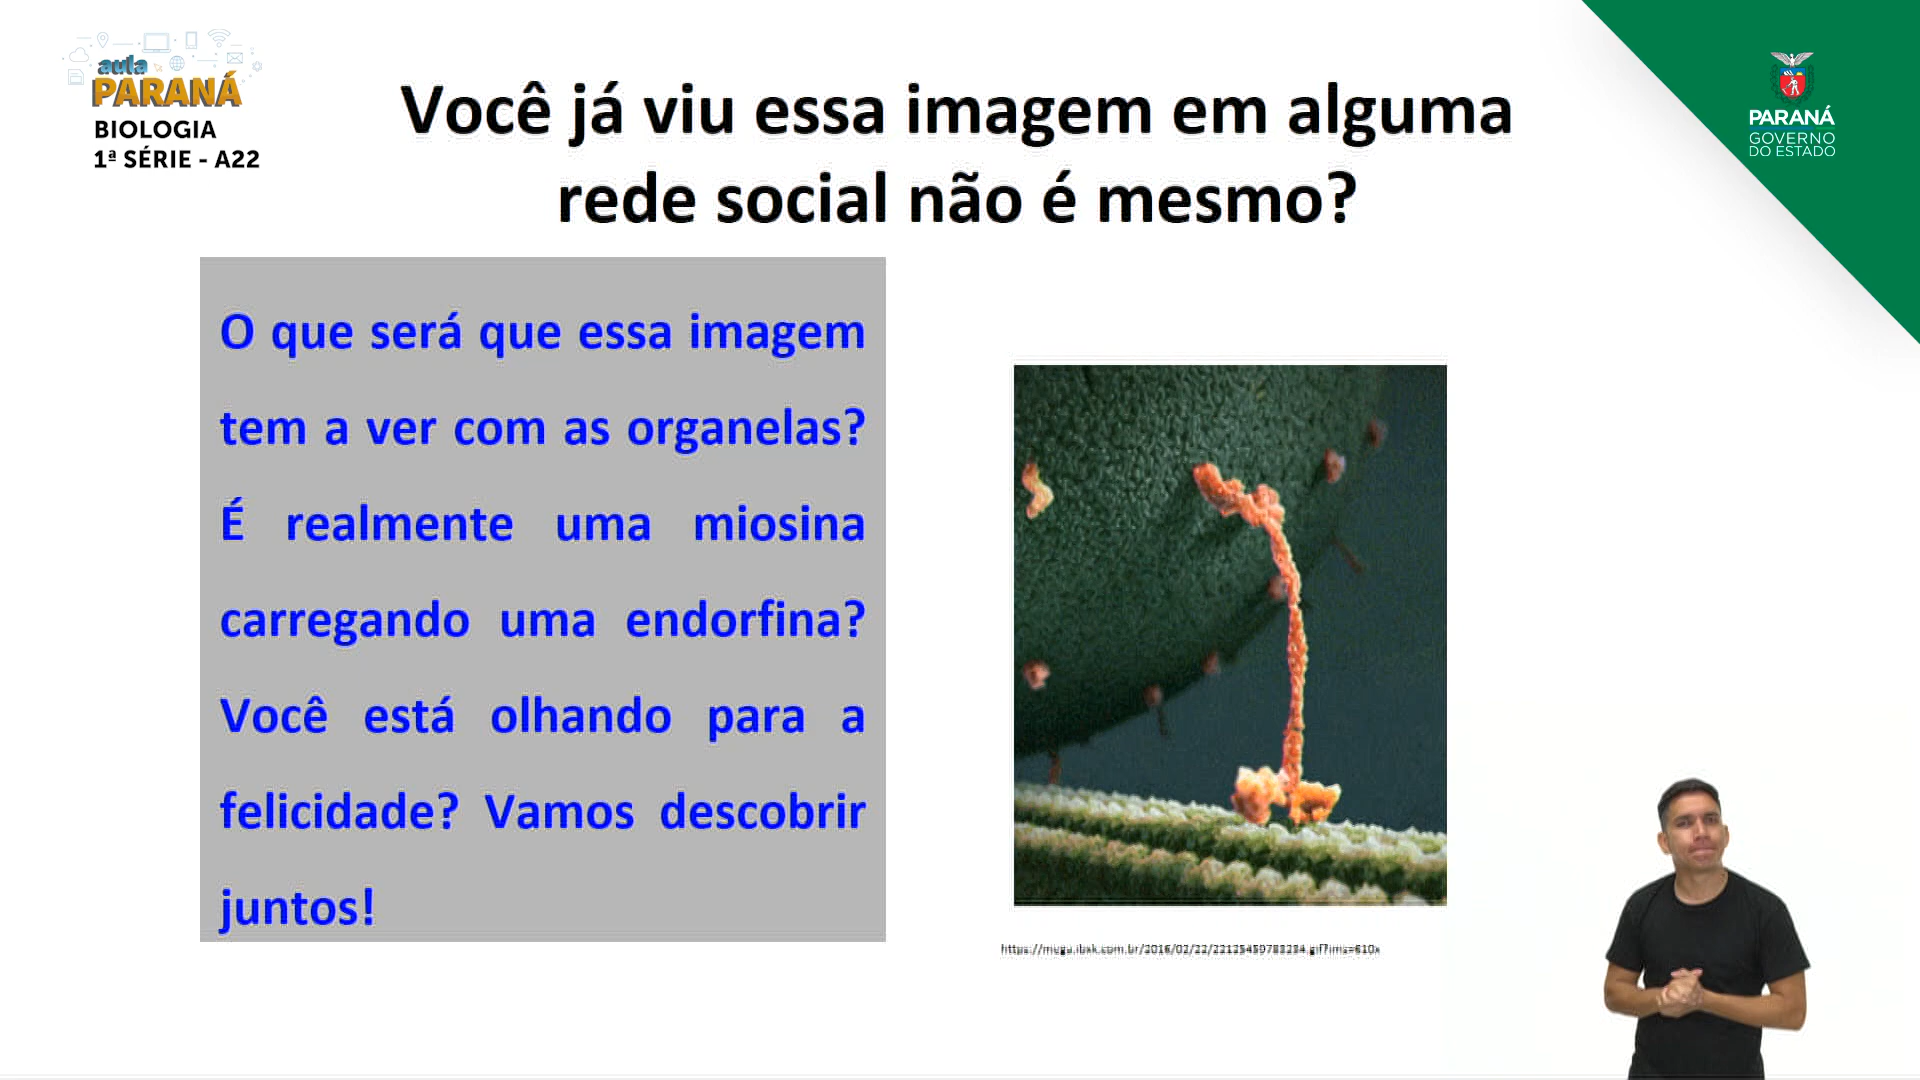 aula
PARANÁ
BIOLOGIA
1ª SÉRIE - A22
Você já viu essa imagem em alguma
rede social não é mesmo?
PARANÁ
GOVERNO
DO ESTADO
O que será que essa imagem
tem a ver com as organelas?
É realmente uma miosina
carregando uma endorfina?
Você está olhando para a
felicidade? Vamos descobrir
juntos!